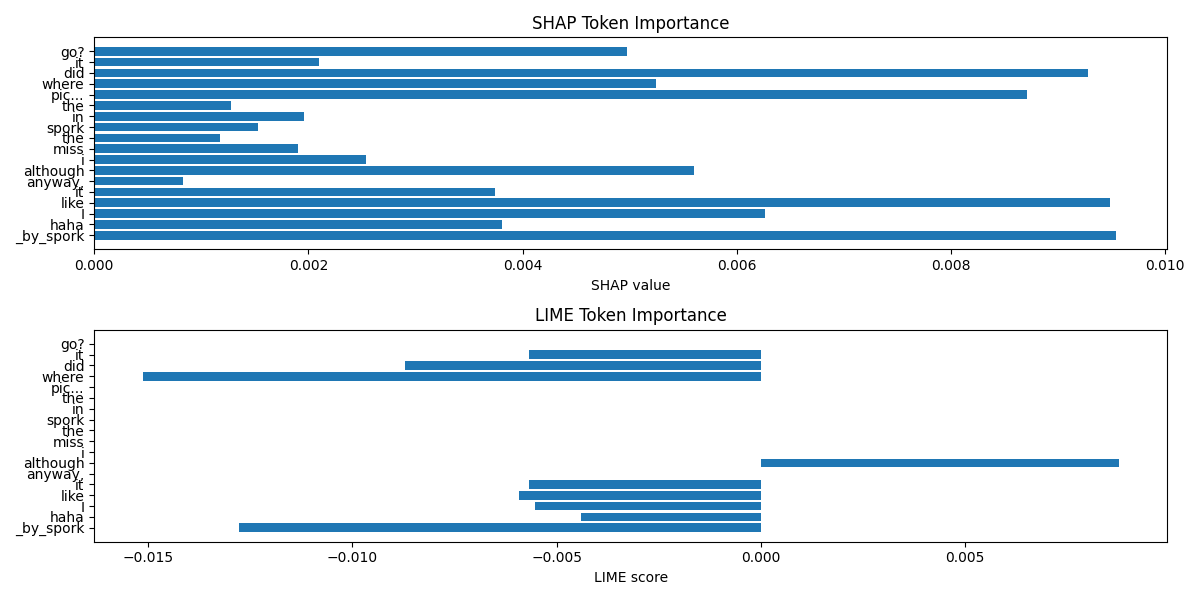 SHAP Token Importance
go?
it
did
where
pic...
the
in
spork
the
miss
i
although
anyway,
it
like
I
haha
_by_spork
0.000 0.002 0.004 0.006 0.008 0.010
SHAP value
LIME Token Importance
go?
it
did
where
pic...
the
in
spork
the
miss
i
although
anyway,
it
like
I
haha
_by_spork
−0.015 −0.010 −0.005 0.000 0.005
LIME score